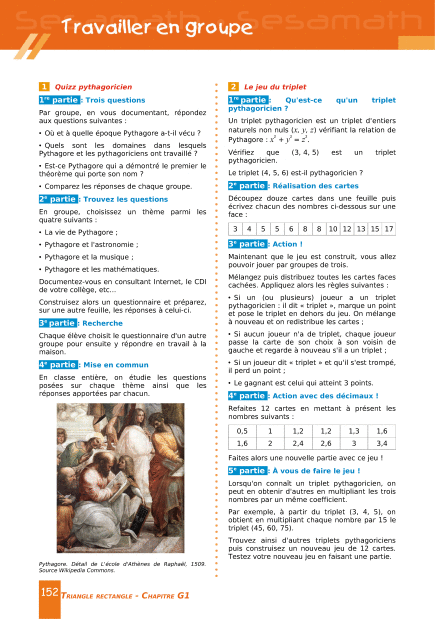 Travailler en groupe
1 Quizz pythagoricien
1re partie : Trois questions
Par groupe, en vous documentant, répondez
aux questions suivantes :
• Où et à quelle époque Pythagore a-t-il vécu ?
• Quels sont les domaines dans lesquels
Pythagore et les pythagoriciens ont travaillé ?
• Est-ce Pythagore qui a démontré le premier le
théorème qui porte son nom ?
• Comparez les réponses de chaque groupe.
2e partie : Trouvez les questions
En groupe, choisissez un thème parmi les
quatre suivants :
• La vie de Pythagore ;
• Pythagore et l'astronomie ;
• Pythagore et la musique ;
• Pythagore et les mathématiques.
Documentez-vous en consultant Internet, le CDI
de votre collège, etc...
Construisez alors un questionnaire et préparez,
sur une autre feuille, les réponses à celui-ci.
3e partie : Recherche
Chaque élève choisit le questionnaire d'un autre
groupe pour ensuite y répondre en travail à la
maison.
4e partie : Mise en commun
En classe entière, on étudie les questions
posées sur chaque thème ainsi que les
réponses apportées par chacun.
Pythagore. Détail de L'école d'Athènes de Raphaël, 1509.
Source Wikipedia Commons.
2 Le jeu du triplet
1re partie : Qu'est-ce qu'un triplet
pythagoricien ?
Un triplet pythagoricien est un triplet d'entiers
naturels non nuls (x, y, z) vérifiant la relation de
Pythagore : x² + y² = z².
Vérifiez que (3, 4, 5) est un triplet
pythagoricien.
Le triplet (4, 5, 6) est-il pythagoricien ?
2e partie : Réalisation des cartes
Découpez douze cartes dans une feuille puis
écrivez chacun des nombres ci-dessous sur une
face :
3 4 5 5 6 8 8 10 12 13 15 17
3e partie : Action !
Maintenant que le jeu est construit, vous allez
pouvoir jouer par groupes de trois.
Mélangez puis distribuez toutes les cartes faces
cachées. Appliquez alors les règles suivantes :
• Si un (ou plusieurs) joueur a un triplet
pythagoricien : il dit « triplet », marque un point
et pose le triplet en dehors du jeu. On mélange
à nouveau et on redistribue les cartes ;
• Si aucun joueur n'a de triplet, chaque joueur
passe la carte de son choix à son voisin de
gauche et regarde à nouveau s'il a un triplet ;
• Si un joueur dit « triplet » et qu'il s'est trompé,
il perd un point ;
• Le gagnant est celui qui atteint 3 points.
4e partie : Action avec des décimaux !
Refaites 12 cartes en mettant à présent les
nombres suivants :
0,5 1 1,2 1,2 1,3 1,6
1,6 2 2,4 2,6 3 3,4
Faites alors une nouvelle partie avec ce jeu !
5e partie : À vous de faire le jeu !
Lorsqu'on connaît un triplet pythagoricien, on
peut en obtenir d'autres en multipliant les trois
nombres par un même coefficient.
Par exemple, à partir du triplet (3, 4, 5), on
obtient en multipliant chaque nombre par 15 le
triplet (45, 60, 75).
Trouvez ainsi d'autres triplets pythagoriciens
puis construisez un nouveau jeu de 12 cartes.
Testez votre nouveau jeu en faisant une partie.
152 Triangle rectangle • Chapitre G1